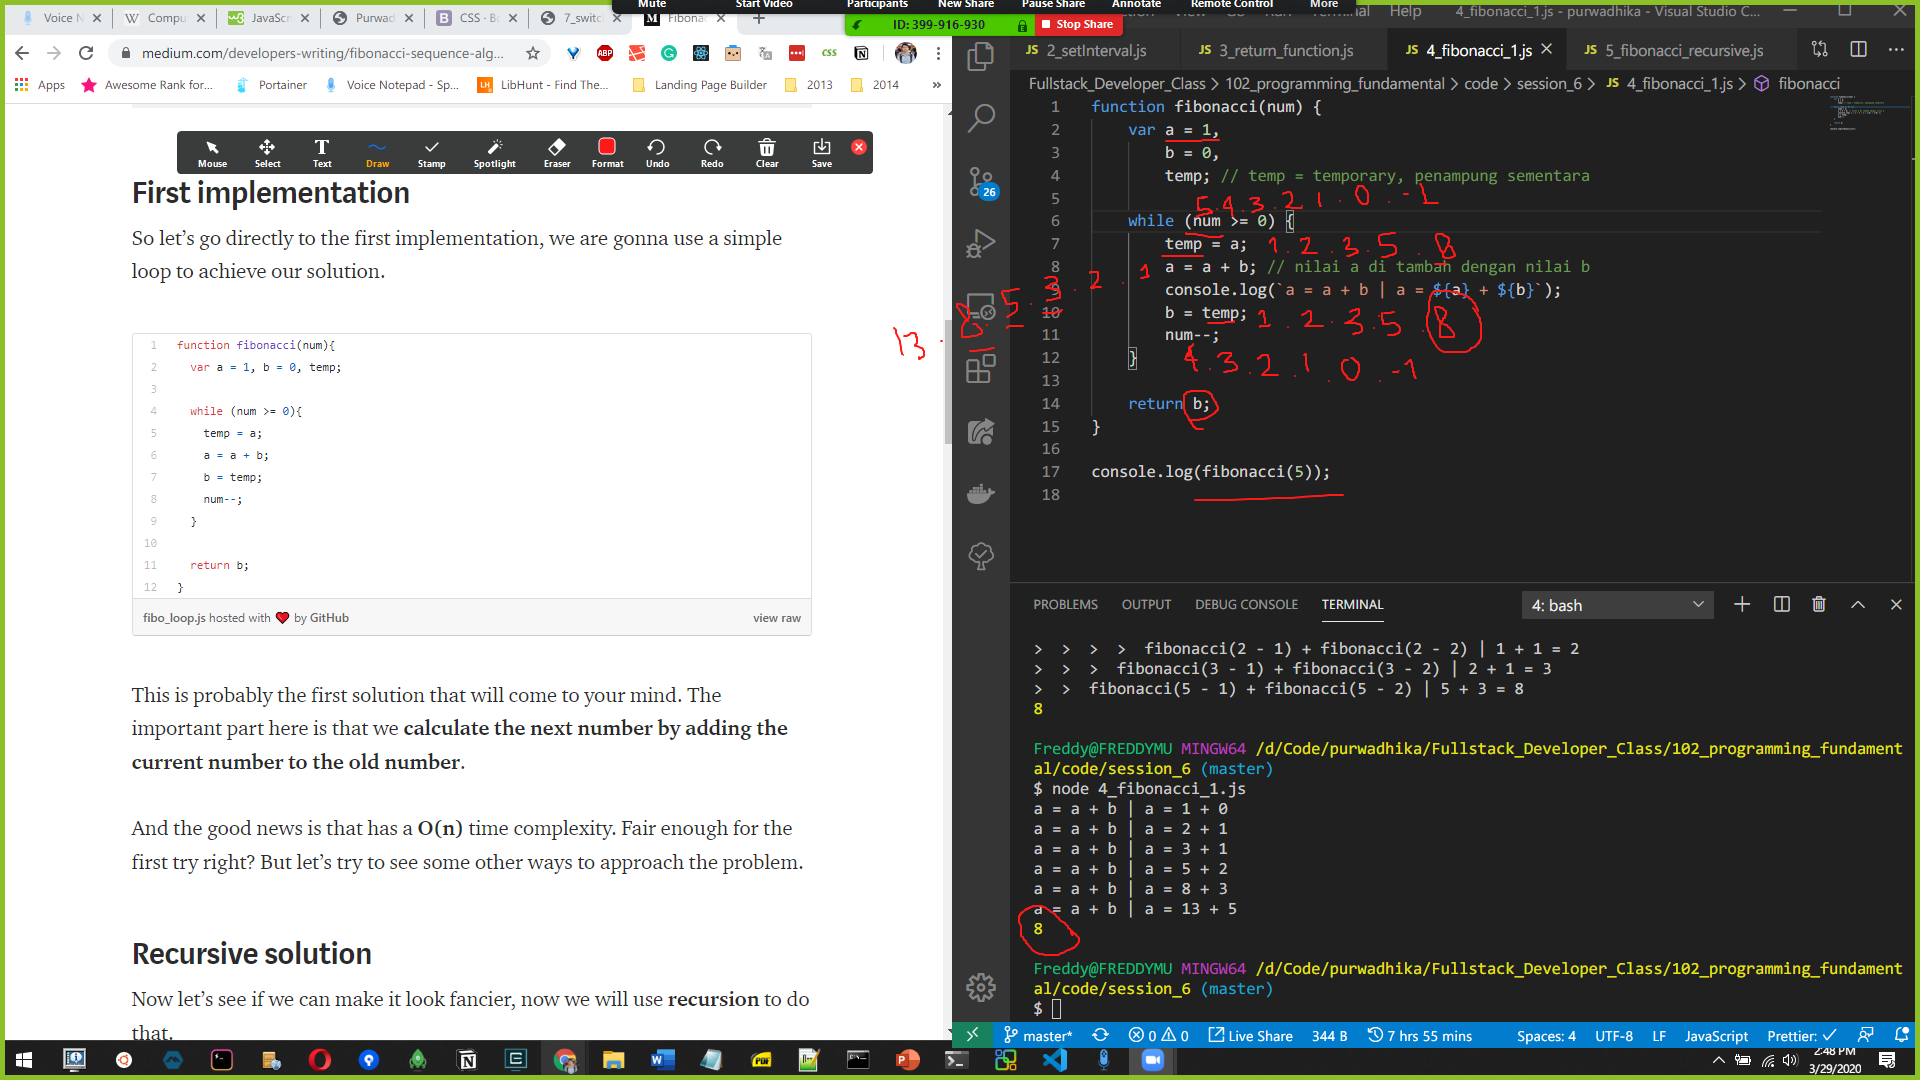 Mute Start Video Participants New Share Pause Share Annotate Remote Control More
ID: 399-916-930 Stop Share
Voice N Compu JavaScr Purwad CSS - Bo 7_switc Fibonac
medium.com/developers-writing/fibonacci-sequence-alg...
Apps Awesome Rank for... Portainer Voice Notepad - Sp... LibHunt - Find The... Landing Page Builder 2013 2014 »
Mouse Select Text Draw Stamp Spotlight Eraser Format Undo Redo Clear Save
First implementation
So let's go directly to the first implementation, we are gonna use a simple
loop to achieve our solution.
1 function fibonacci(num){
2 var a = 1, b = 0, temp;
3
4 while (num >= 0){
5 temp = a;
6 a = a + b;
7 b = temp;
8 num--;
9 }
10
11 return b;
12 }
fibo_loop.js hosted with ❤ by GitHub view raw
This is probably the first solution that will come to your mind. The
important part here is that we calculate the next number by adding the
current number to the old number.
And the good news is that has a O(n) time complexity. Fair enough for the
first try right? But let's try to see some other ways to approach the problem.
Recursive solution
Now let's see if we can make it look fancier, now we will use recursion to do
that.
Terminal Help 4_fibonacci_1.js - purwadhika - Visual Studio C...
JS 2_setInterval.js JS 3_return_function.js JS 4_fibonacci_1.js JS 5_fibonacci_recursive.js
Fullstack_Developer_Class > 102_programming_fundamental > code > session_6 > JS 4_fibonacci_1.js > fibonacci
26
1 function fibonacci(num) {
2 var a = 1,
3 b = 0,
4 temp; // temp = temporary, penampung sementara
5 5.4.3.2.1.0.-1
6 while (num >= 0) {
7 temp = a; 1.2.3.5.8
8 a = a + b; // nilai a di tambah dengan nilai b
13.8.5.3.2.1
9 console.log(`a = a + b | a = ${a} + ${b}`);
10 b = temp; 1.2.3.5.8
11 num--;
12 } 4.3.2.1.0.-1
13
14 return b;
15 }
16
17 console.log(fibonacci(5));
18
PROBLEMS OUTPUT DEBUG CONSOLE TERMINAL 4: bash
> > > > fibonacci(2 - 1) + fibonacci(2 - 2) | 1 + 1 = 2
> > > fibonacci(3 - 1) + fibonacci(3 - 2) | 2 + 1 = 3
> > fibonacci(5 - 1) + fibonacci(5 - 2) | 5 + 3 = 8
8
Freddy@FREDDYMU MINGW64 /d/Code/purwadhika/Fullstack_Developer_Class/102_programming_fundament
al/code/session_6 (master)
$ node 4_fibonacci_1.js
a = a + b | a = 1 + 0
a = a + b | a = 2 + 1
a = a + b | a = 3 + 1
a = a + b | a = 5 + 2
a = a + b | a = 8 + 3
a = a + b | a = 13 + 5
8
Freddy@FREDDYMU MINGW64 /d/Code/purwadhika/Fullstack_Developer_Class/102_programming_fundament
al/code/session_6 (master)
$
master* 0 0 Live Share 344 B 7 hrs 55 mins Spaces: 4 UTF-8 LF JavaScript Prettier: ✓
2:48 PM
3/29/2020